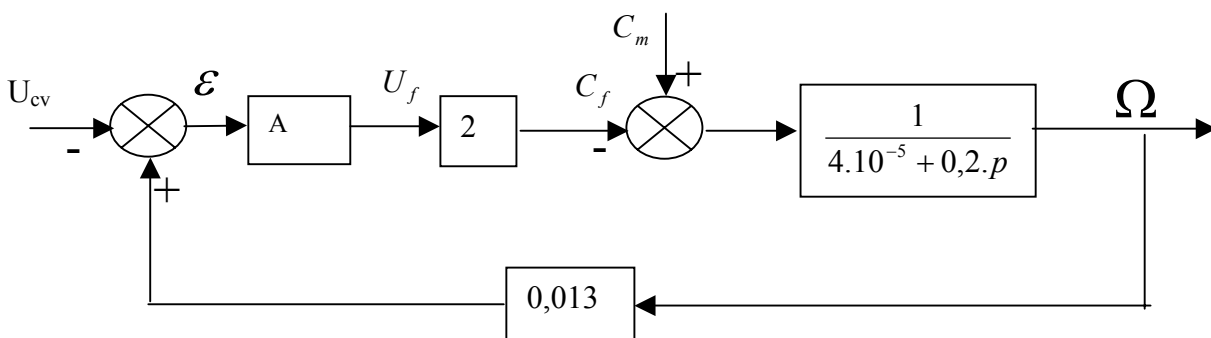 C_m
+
U_cv
-
ε
A
U_f
2
C_f
-
1
4.10^{-5} + 0,2.p
Ω
+
0,013